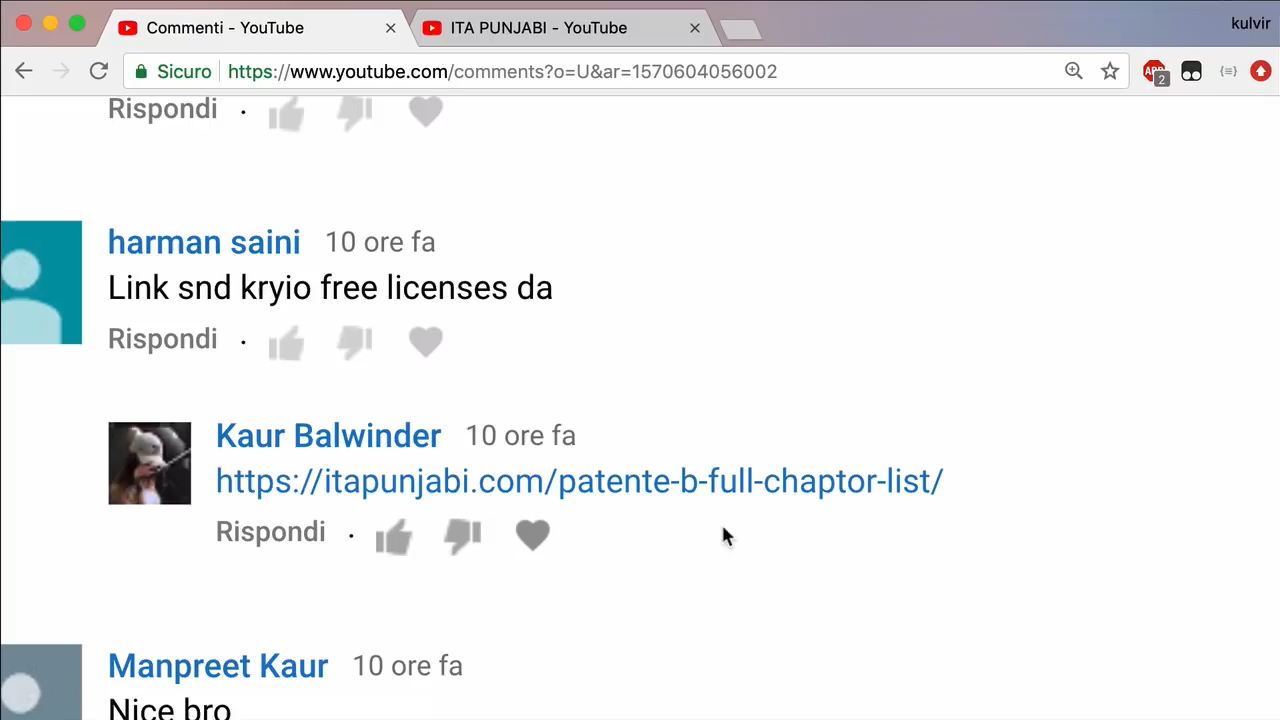 Commenti - YouTube
ITA PUNJABI - YouTube
kulvir
Sicuro https://www.youtube.com/comments?o=U&ar=1570604056002
ABP
2
Rispondi ·
harman saini 10 ore fa
Link snd kryio free licenses da
Rispondi ·
Kaur Balwinder 10 ore fa
https://itapunjabi.com/patente-b-full-chaptor-list/
Rispondi ·
Manpreet Kaur 10 ore fa
Nice bro